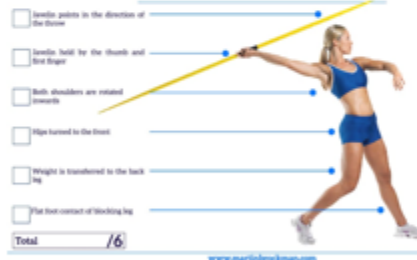 Javelin points in the direction of
the throw
Javelin held by the thumb and
first finger
Both shoulders are rotated
inwards
Hips turned to the front
Weight is transferred to the back
leg
Flat foot contact of blocking leg
Total /6
www.martinbrockman.com